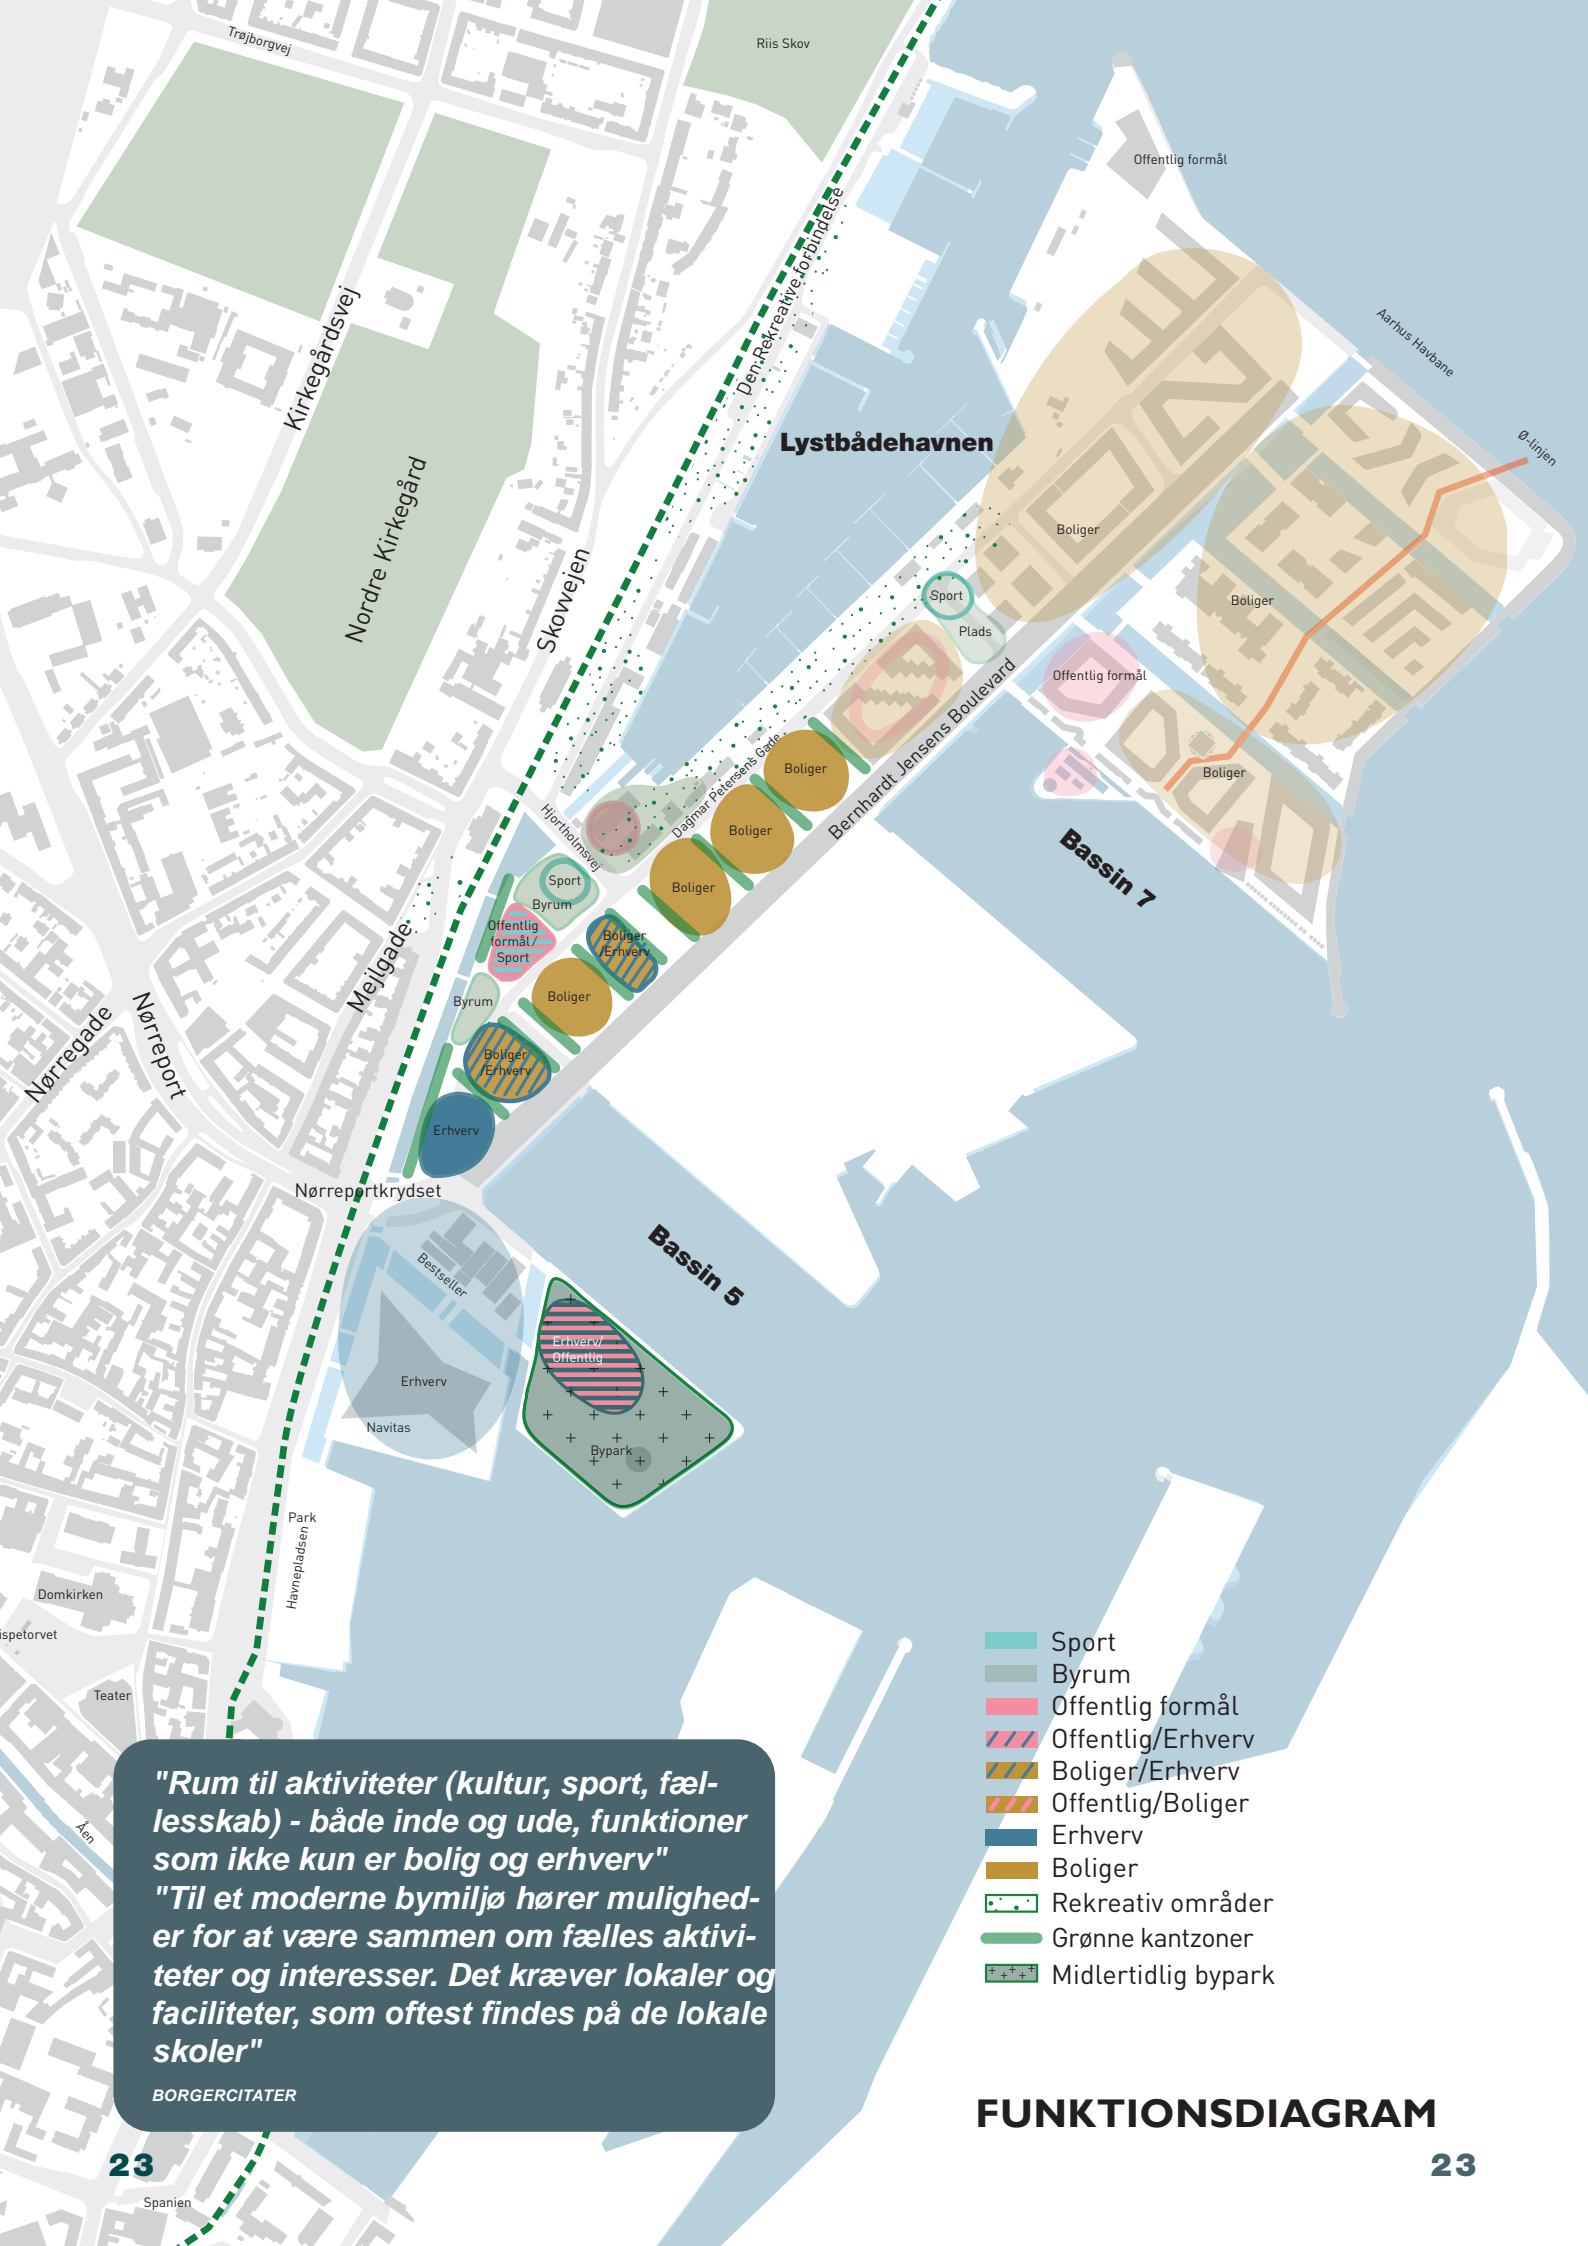 Trøjborgvej
Riis Skov
Offentlig formål
Den Rekreative forbindelse
Kirkegårdsvej
Aarhus Havbane
Lystbådehavnen
Ø-linjen
Nordre Kirkegård
Boliger
Skovvejen
Sport
Boliger
Plads
Offentlig formål
Bernhardt Jensens Boulevard
Dagmar Petersens Gade
Boliger
Boliger
Hjortholmsvej
Boliger
Bassin 7
Sport
Boliger
Byrum
Offentlig
formål/
Sport
Boliger
/Erhverv
Mejlgade
Boliger
Byrum
Nørregade
Nørreport
Boliger
/Erhverv
Erhverv
Nørreportkrydset
Bestseller
Bassin 5
Erhverv/
Offentlig
Erhverv
Navitas
Bypark
Park
Havnepladsen
Domkirken
ispetorvet
Teater
Åen
Sport
Byrum
Offentlig formål
Offentlig/Erhverv
Boliger/Erhverv
Offentlig/Boliger
Erhverv
Boliger
Rekreativ områder
Grønne kantzoner
Midlertidlig bypark
"Rum til aktiviteter (kultur, sport, fæl-
lesskab) - både inde og ude, funktioner
som ikke kun er bolig og erhverv"
"Til et moderne bymiljø hører mulighed-
er for at være sammen om fælles aktivi-
teter og interesser. Det kræver lokaler og
faciliteter, som oftest findes på de lokale
skoler"
BORGERCITATER
FUNKTIONSDIAGRAM
23
23
Spanien